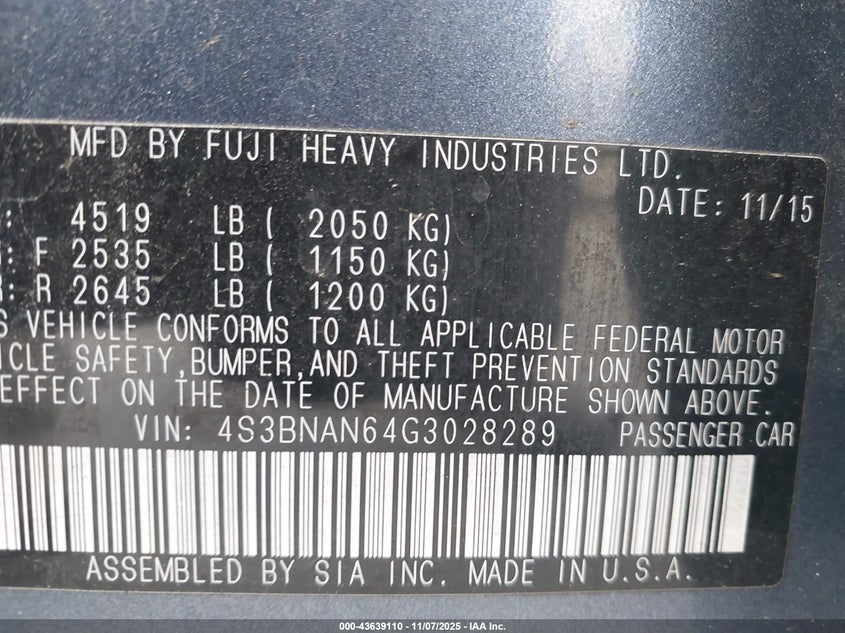 MFD BY FUJI HEAVY INDUSTRIES LTD.
DATE: 11/15
: 4519 LB ( 2050 KG)
: F 2535 LB ( 1150 KG)
R: R 2645 LB ( 1200 KG)
S VEHICLE CONFORMS TO ALL APPLICABLE FEDERAL MOTOR
ICLE SAFETY,BUMPER,AND THEFT PREVENTION STANDARDS
EFFECT ON THE DATE OF MANUFACTURE SHOWN ABOVE.
VIN: 4S3BNAN64G3028289 PASSENGER CAR
ASSEMBLED BY SIA INC. MADE IN U.S.A.
000-43639110 - 11/07/2025 - IAA Inc.